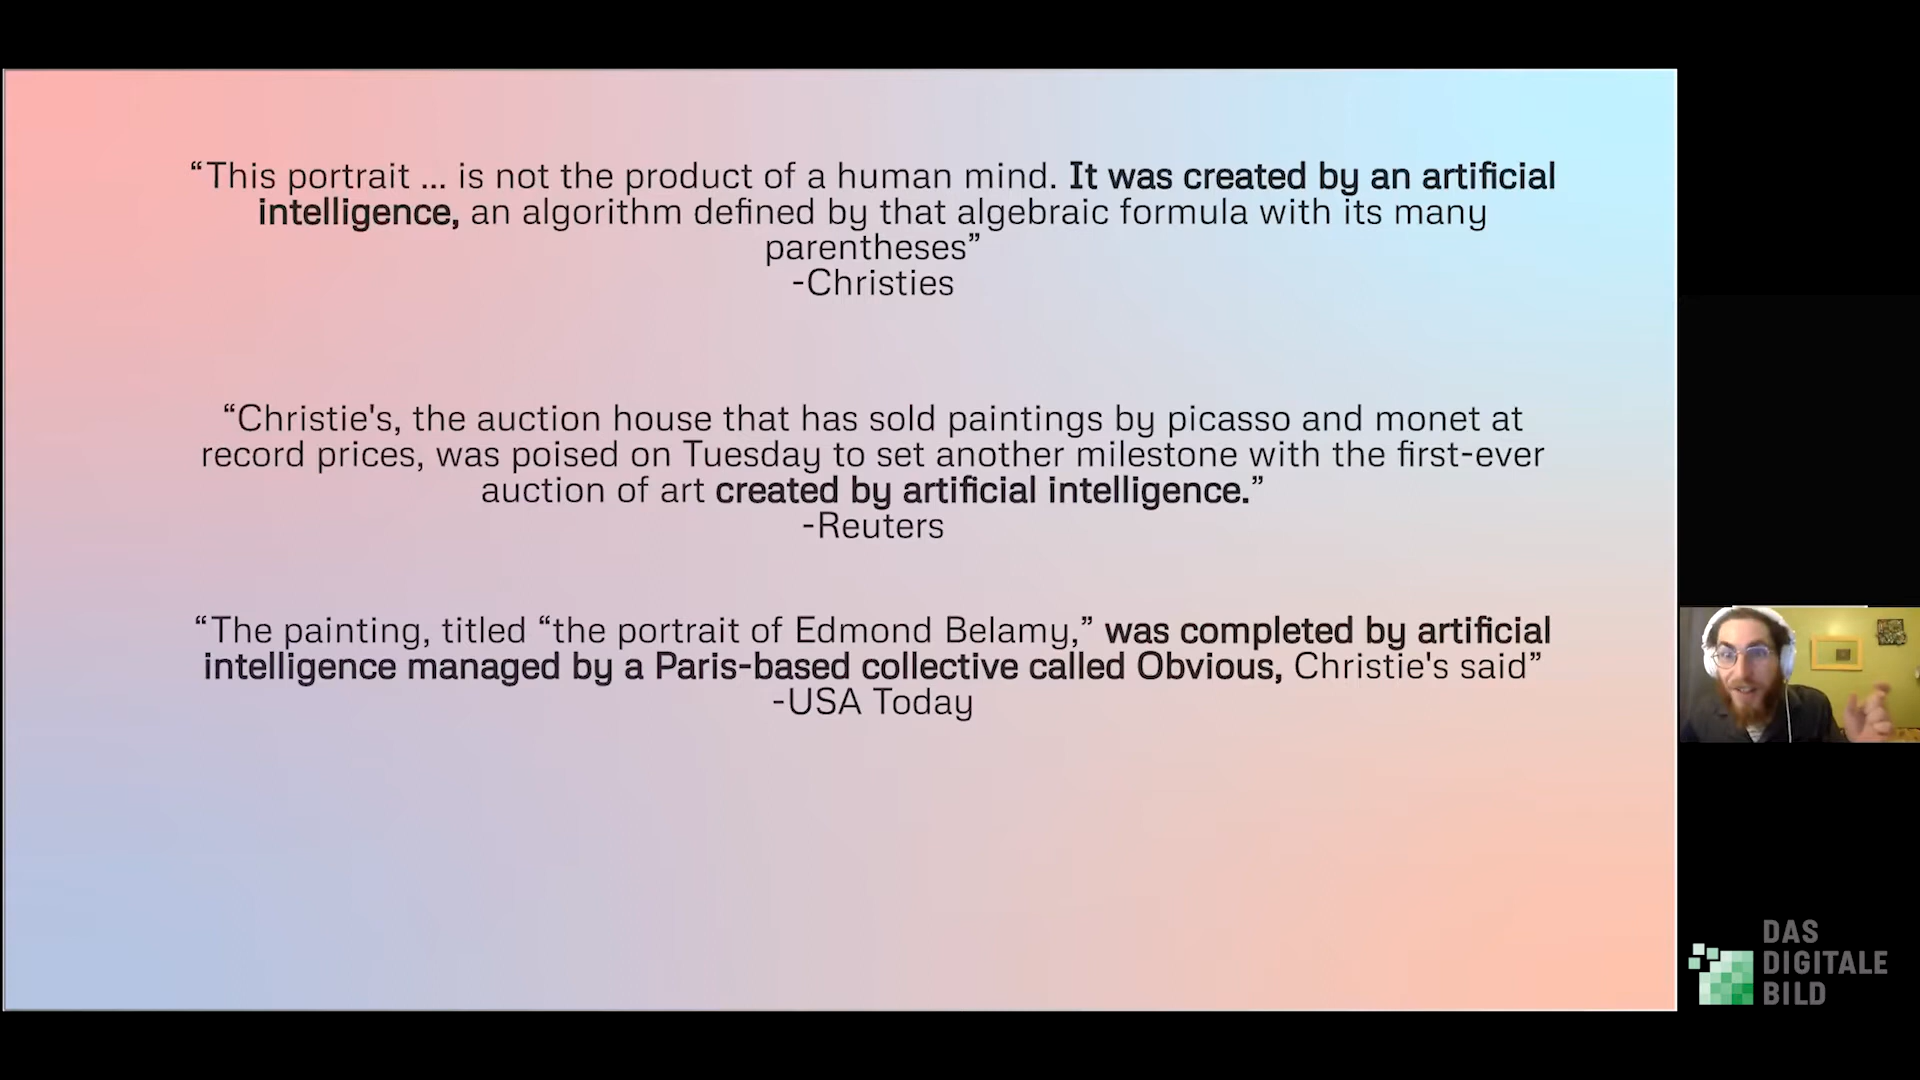 “This portrait ... is not the product of a human mind. It was created by an artificial
intelligence, an algorithm defined by that algebraic formula with its many
parentheses”
-Christies
“Christie's, the auction house that has sold paintings by picasso and monet at
record prices, was poised on Tuesday to set another milestone with the first-ever
auction of art created by artificial intelligence.”
-Reuters
“The painting, titled “the portrait of Edmond Belamy,” was completed by artificial
intelligence managed by a Paris-based collective called Obvious, Christie's said”
-USA Today
DAS
DIGITALE
BILD